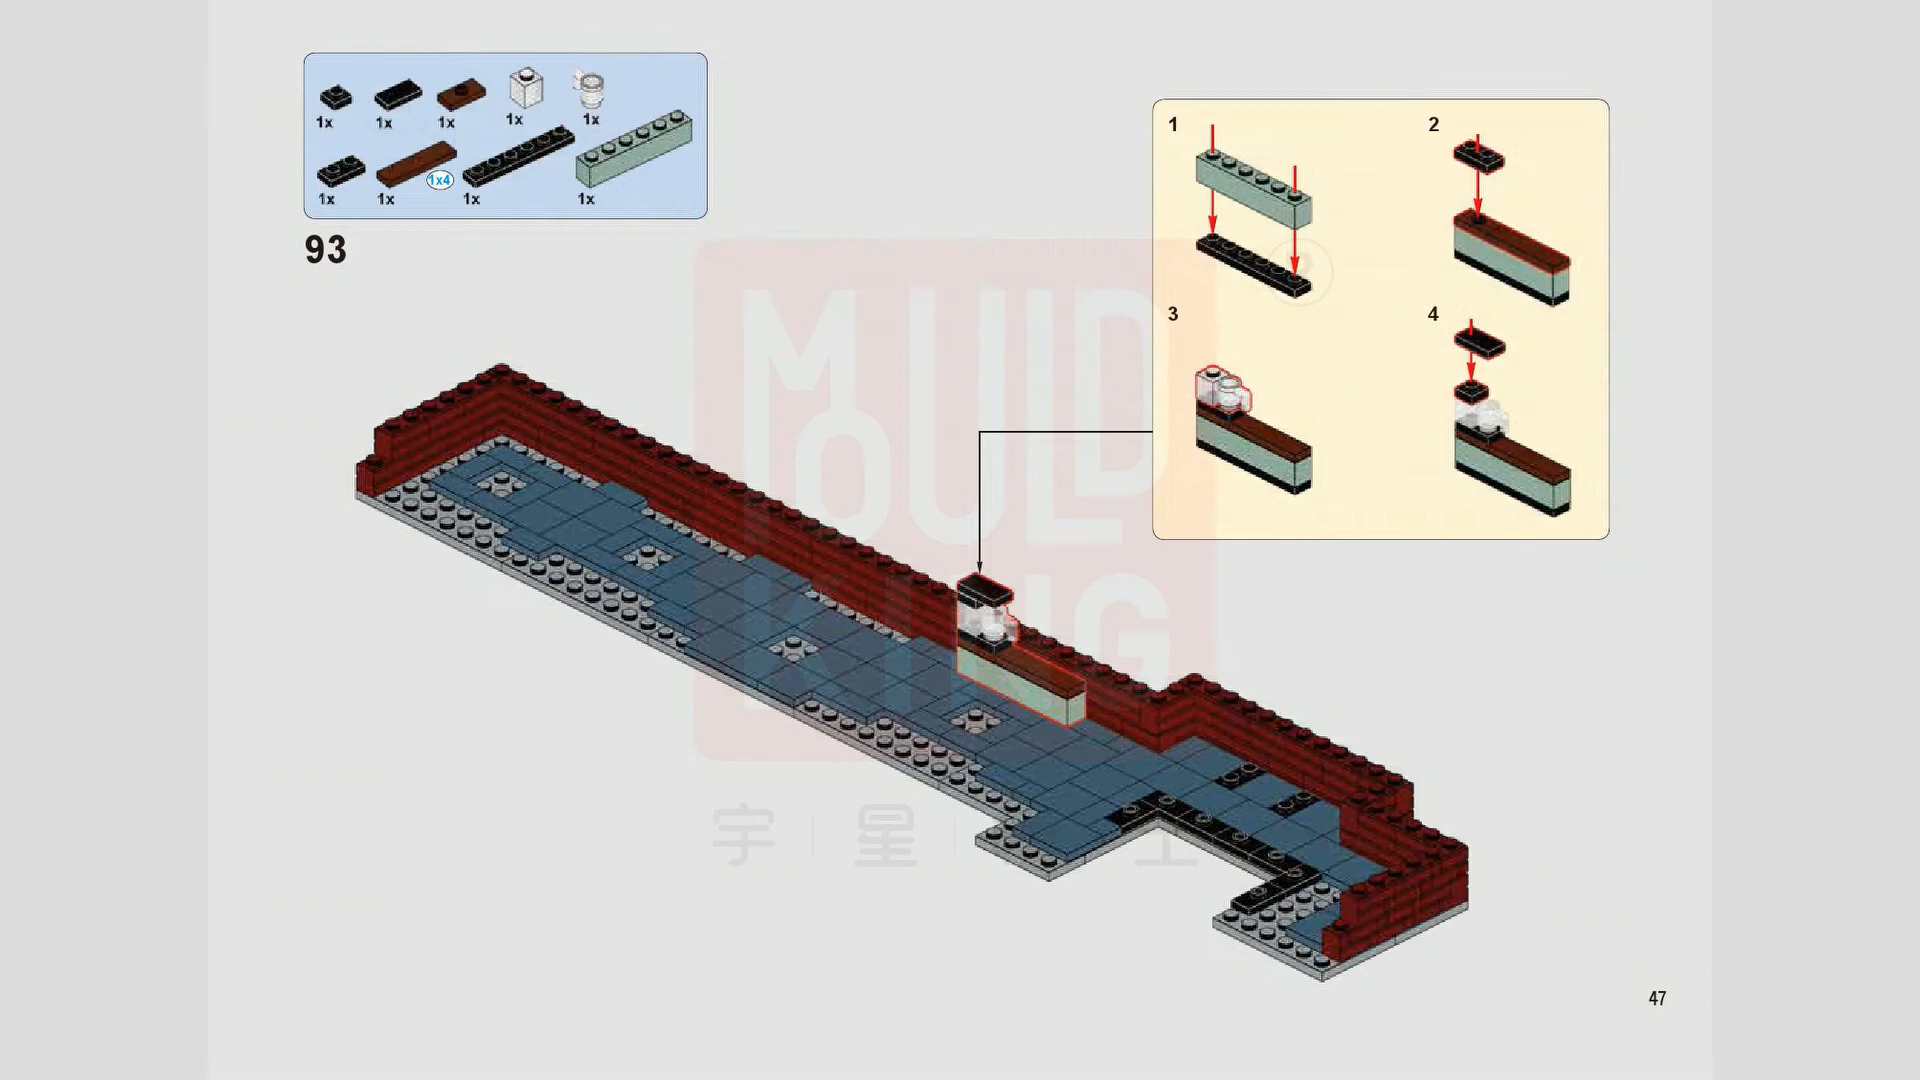 1x 1x 1x 1x 1x
1x4
1x 1x 1x 1x
93
1 2
3 4
MOULD
KING
宇 星
47